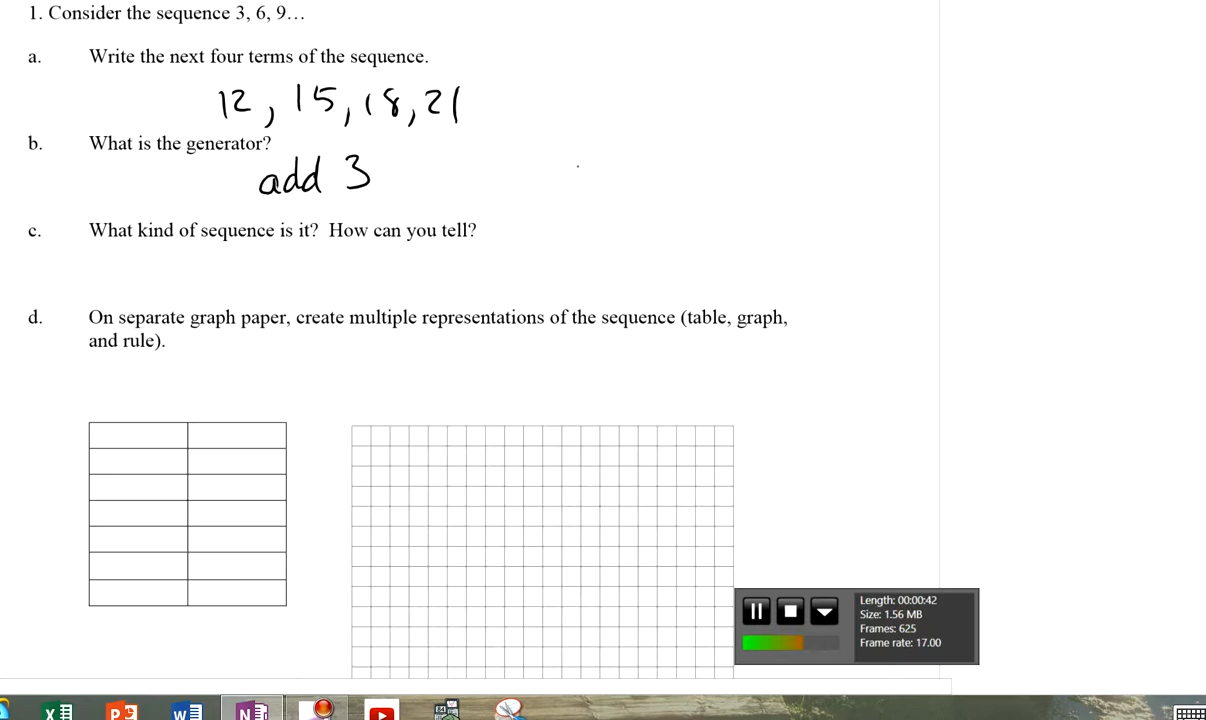 1. Consider the sequence 3, 6, 9…
a. Write the next four terms of the sequence.
12, 15, 18, 21
b. What is the generator?
add 3
c. What kind of sequence is it? How can you tell?
d. On separate graph paper, create multiple representations of the sequence (table, graph,
and rule).
Length: 00:00:42
Size: 1.56 MB
Frames: 625
Frame rate: 17.00